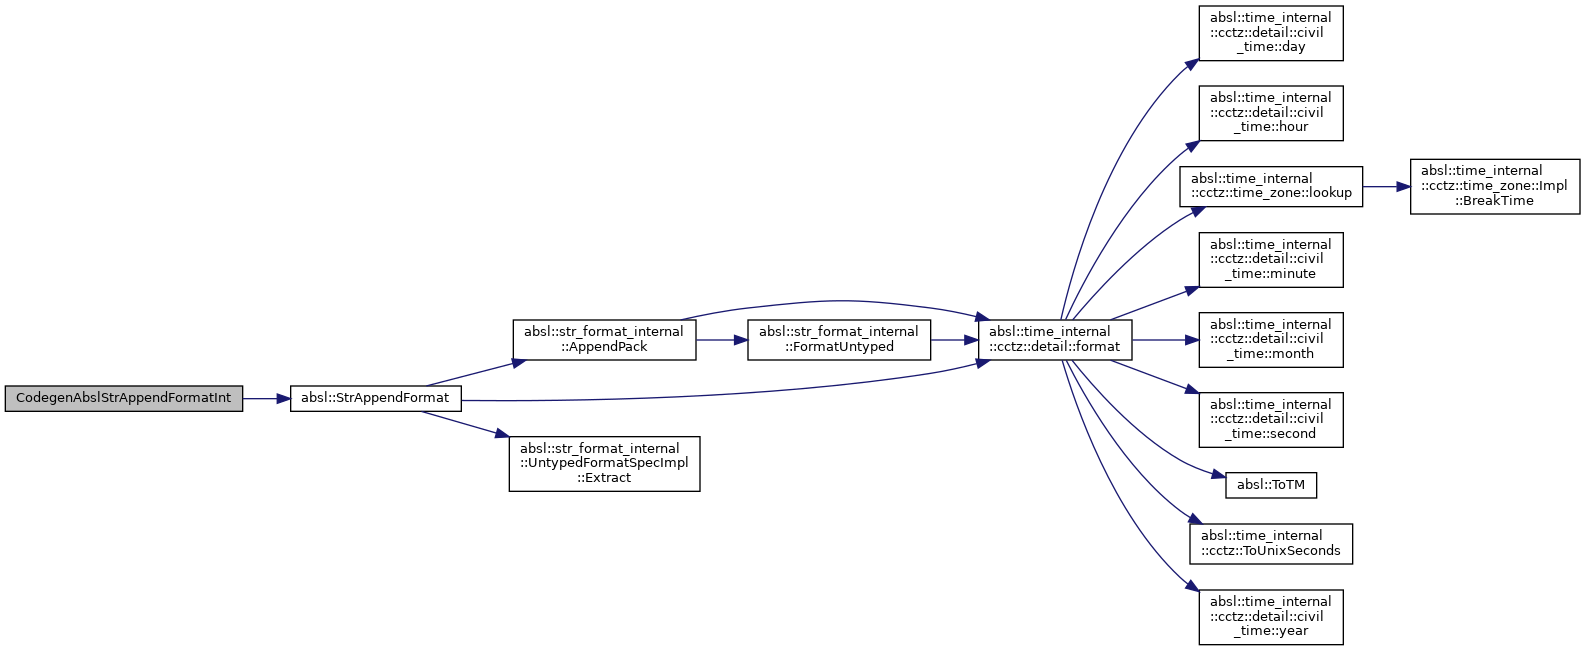 CodegenAbslStrAppendFormatInt
absl::StrAppendFormat
absl::str_format_internal
::AppendPack
absl::str_format_internal
::UntypedFormatSpecImpl
::Extract
absl::str_format_internal
::FormatUntyped
absl::time_internal
::cctz::detail::format
absl::time_internal
::cctz::detail::civil
_time::day
absl::time_internal
::cctz::detail::civil
_time::hour
absl::time_internal
::cctz::time_zone::lookup
absl::time_internal
::cctz::time_zone::Impl
::BreakTime
absl::time_internal
::cctz::detail::civil
_time::minute
absl::time_internal
::cctz::detail::civil
_time::month
absl::time_internal
::cctz::detail::civil
_time::second
absl::ToTM
absl::time_internal
::cctz::ToUnixSeconds
absl::time_internal
::cctz::detail::civil
_time::year